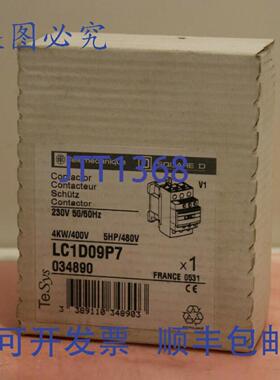 盗图必究
Telemecanique SQUARE D
JTT1368
Contactor
Contacteur
Schütz
Contactor
V1
230V 50/60Hz
4KW/400V 5HP/480V
LC1D09P7
034890
x1
FRANCE 0531
CE
TeSys
3 389110 348903
可开发票 顺丰包邮